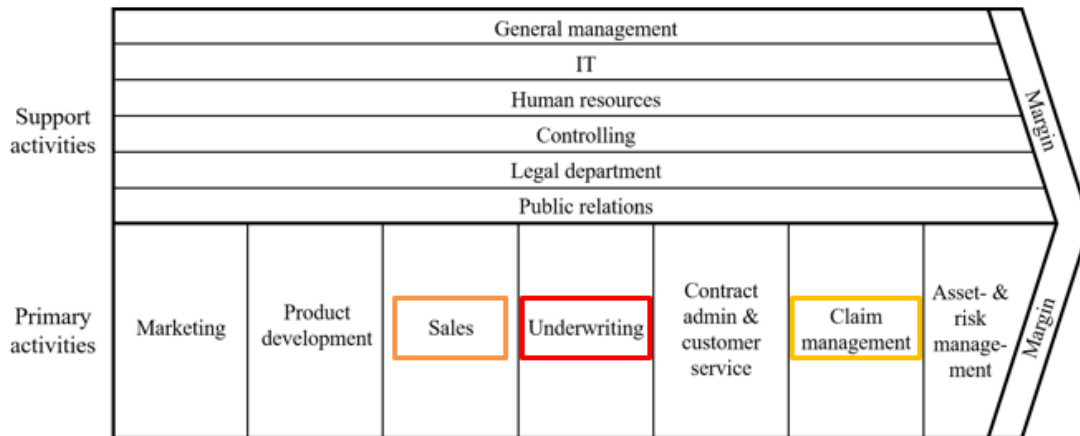 General management
IT
Human resources
Controlling
Legal department
Public relations
Support
activities
Margin
Primary
activities
Marketing
Product
development
Sales
Underwriting
Contract
admin &
customer
service
Claim
management
Asset- &
risk
manage-
ment
Margin